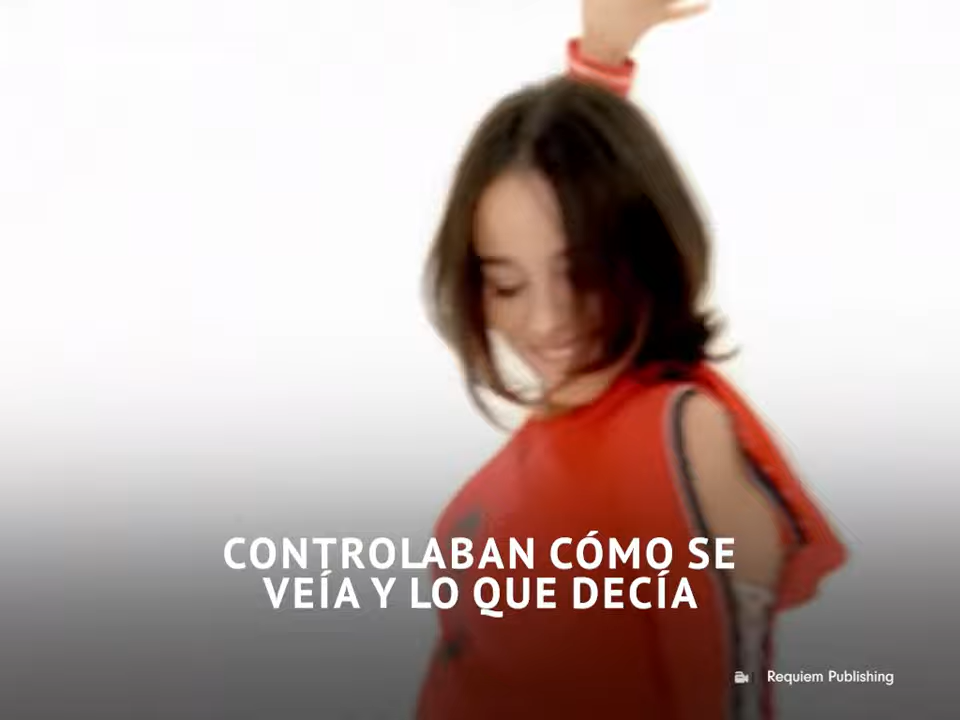 CONTROLABAN CÓMO SE
VEÍA Y LO QUE DECÍA
Requiem Publishing